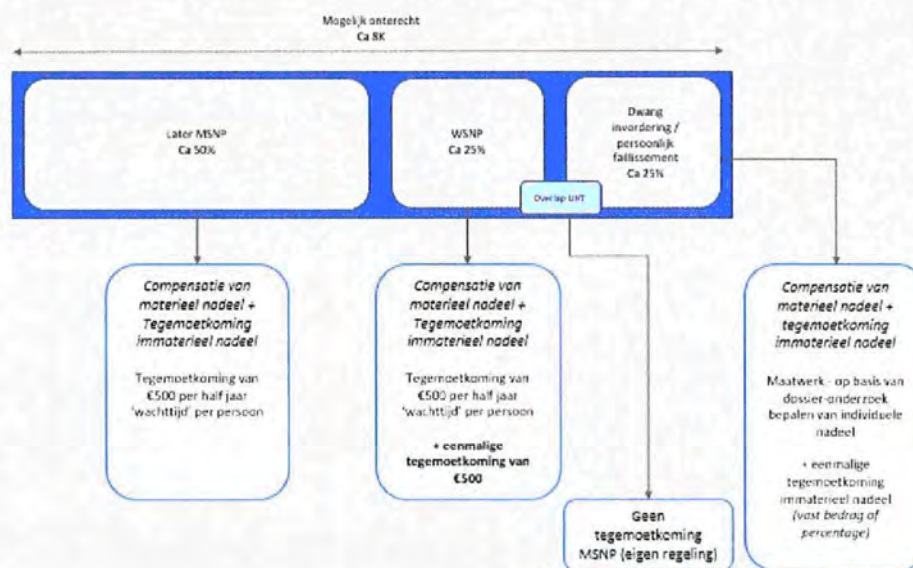 Mogelijk onterecht
Ca 8K
Later MSNP
Ca 50%
WSNP
Ca 25%
Dwang
invordering /
persoonlijk
faillissement
Ca 25%
Overlap UHT
Compensatie van
materieel nadeel +
Tegemoetkoming
immaterieel nadeel
Tegemoetkoming van
€500 per half jaar
'wachttijd' per persoon
Compensatie van
materieel nadeel +
Tegemoetkoming
immaterieel nadeel
Tegemoetkoming van
€500 per half jaar
'wachttijd' per persoon
+ eenmalige
tegemoetkoming van
€500
Geen
tegemoetkoming
MSNP (eigen regeling)
Compensatie van
materieel nadeel +
tegemoetkoming
immaterieel nadeel
Maatwerk - op basis van
dossier-onderzoek
bepalen van individuele
nadeel
+ eenmalige
tegemoetkoming
immaterieel nadeel
(vast bedrag of
percentage)